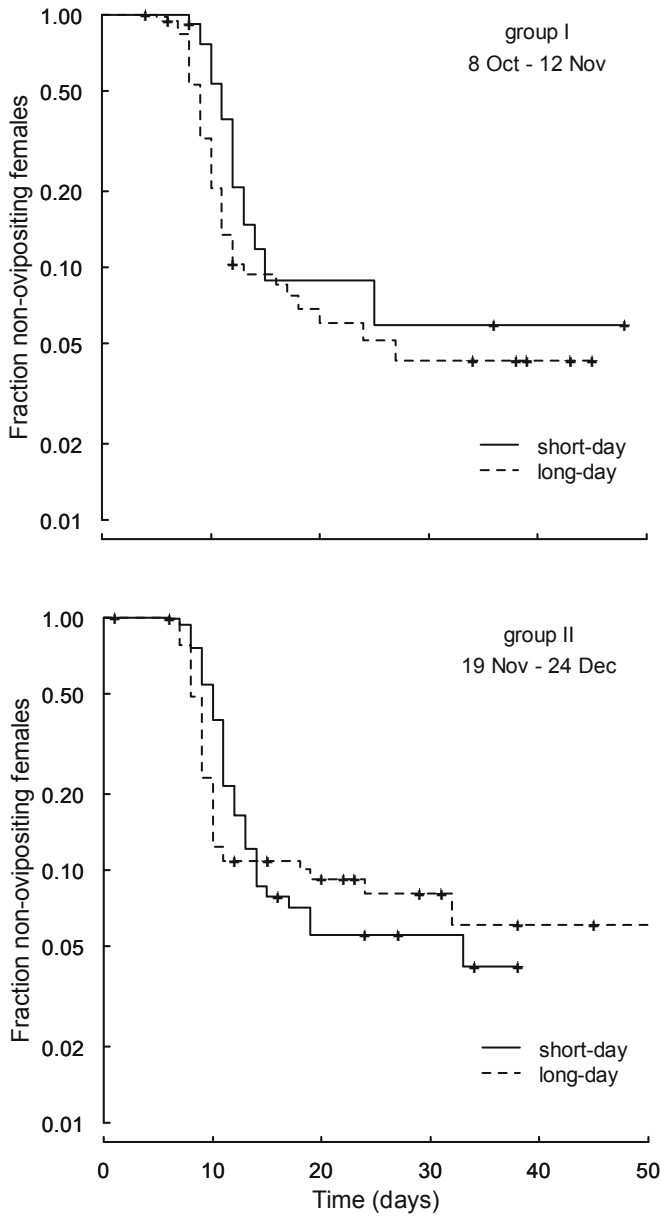 1.00
0.50
0.20
0.10
0.05
0.02
0.01
Fraction non-ovipositing females
group I
8 Oct - 12 Nov
short-day
long-day
1.00
0.50
0.20
0.10
0.05
0.02
0.01
Fraction non-ovipositing females
group II
19 Nov - 24 Dec
short-day
long-day
0 10 20 30 40 50
Time (days)